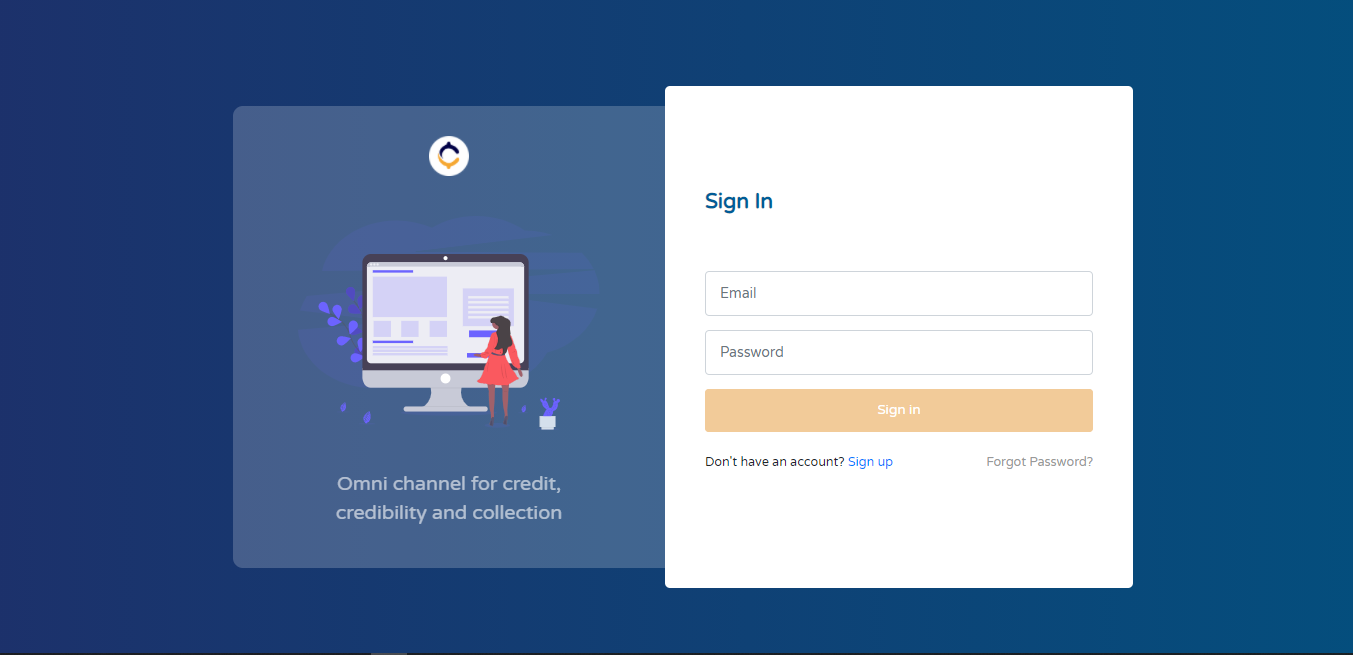 Omni channel for credit,
credibility and collection
Sign In
Email
Password
Sign in
Don't have an account? Sign up
Forgot Password?